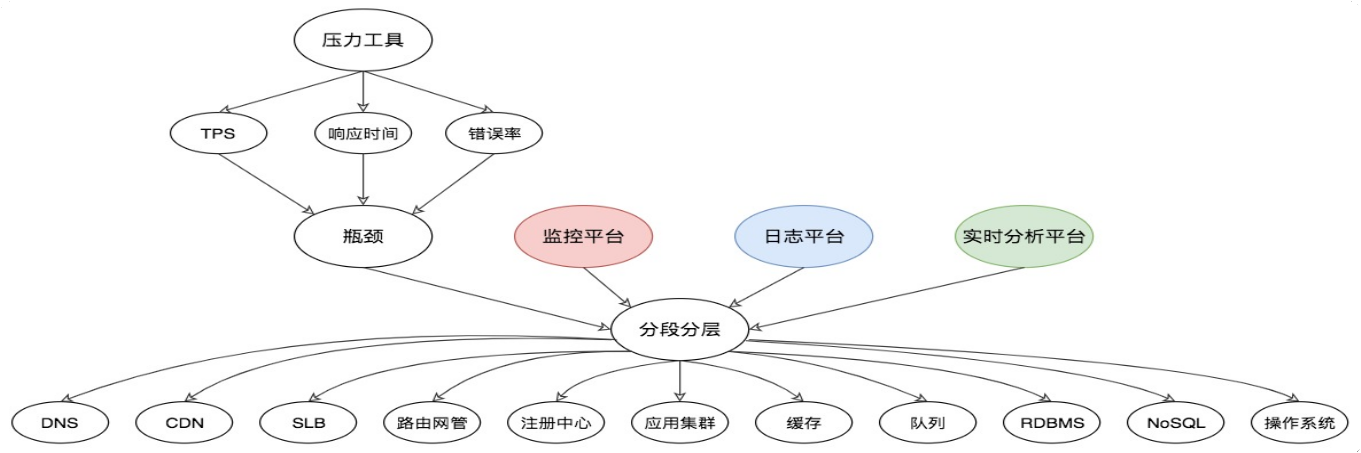 压力工具
TPS
响应时间
错误率
瓶颈
监控平台
日志平台
实时分析平台
分段分层
DNS
CDN
SLB
路由网管
注册中心
应用集群
缓存
队列
RDBMS
NoSQL
操作系统